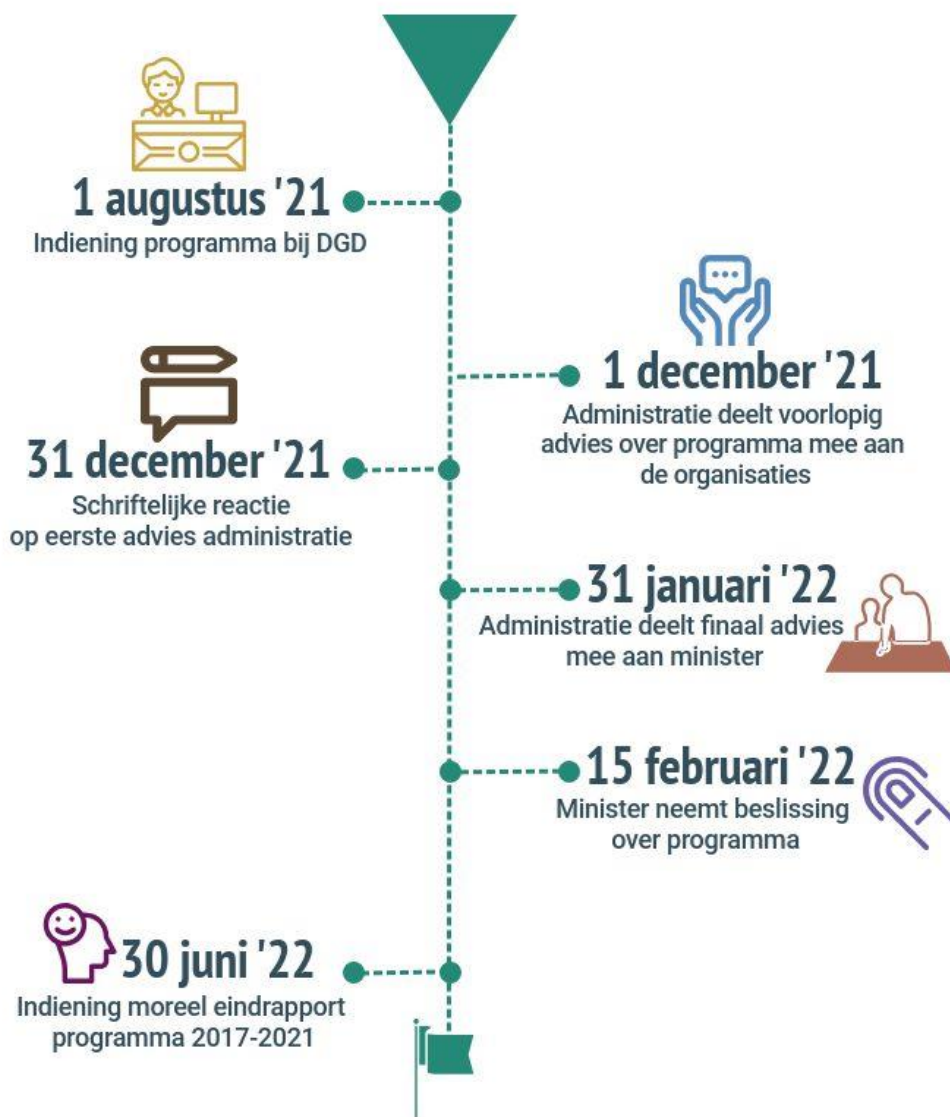 1 augustus '21
Indiening programma bij DGD
1 december '21
Administratie deelt voorlopig
advies over programma mee aan
de organisaties
31 december '21
Schriftelijke reactie
op eerste advies administratie
31 januari '22
Administratie deelt finaal advies
mee aan minister
15 februari '22
Minister neemt beslissing
over programma
30 juni '22
Indiening moreel eindrapport
programma 2017-2021